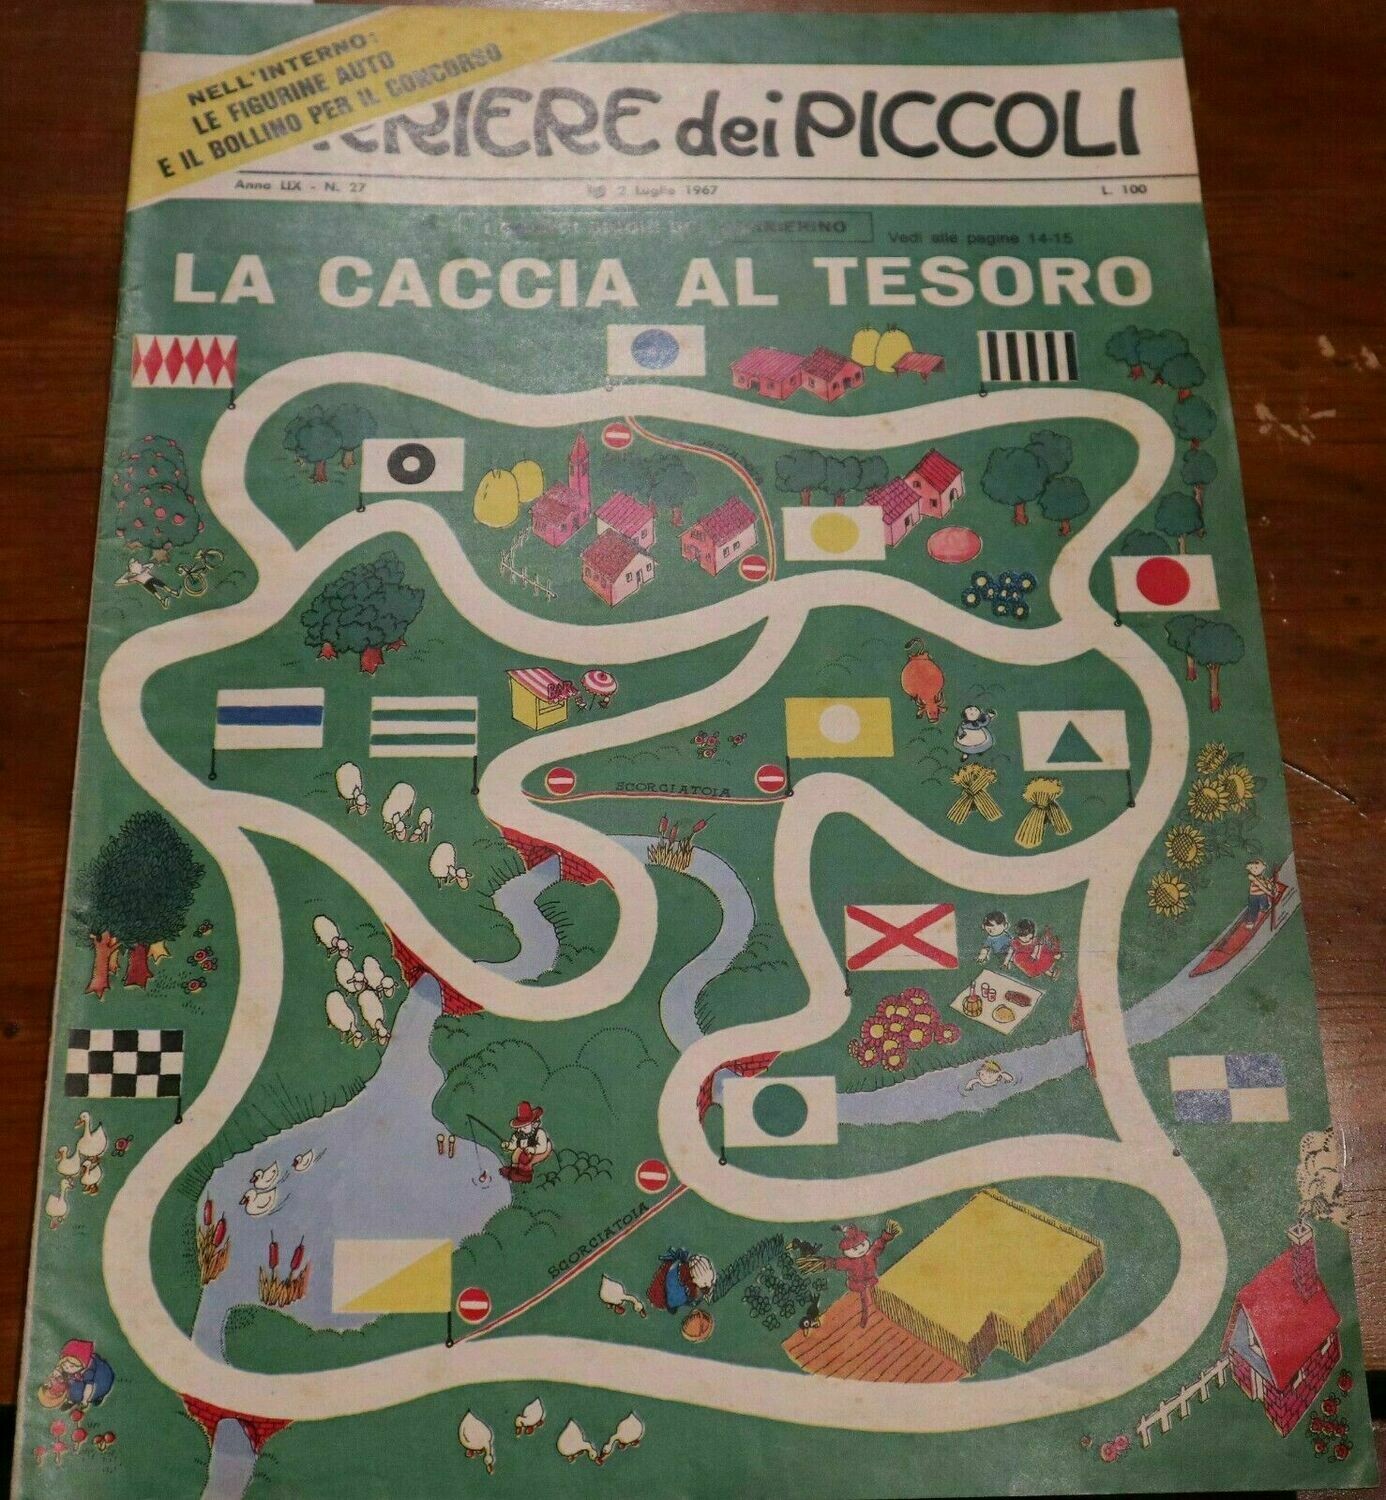 NELL'INTERNO:
LE FIGURINE AUTO
E IL BOLLINO PER IL CONCORSO
RRIERE dei PICCOLI
Anno LIX - N. 27
2 Luglio 1967
L. 100
Vedi alle pagine 14-15
LA CACCIA AL TESORO
BAR
SCORCIATOIA
SCORCIATOIA